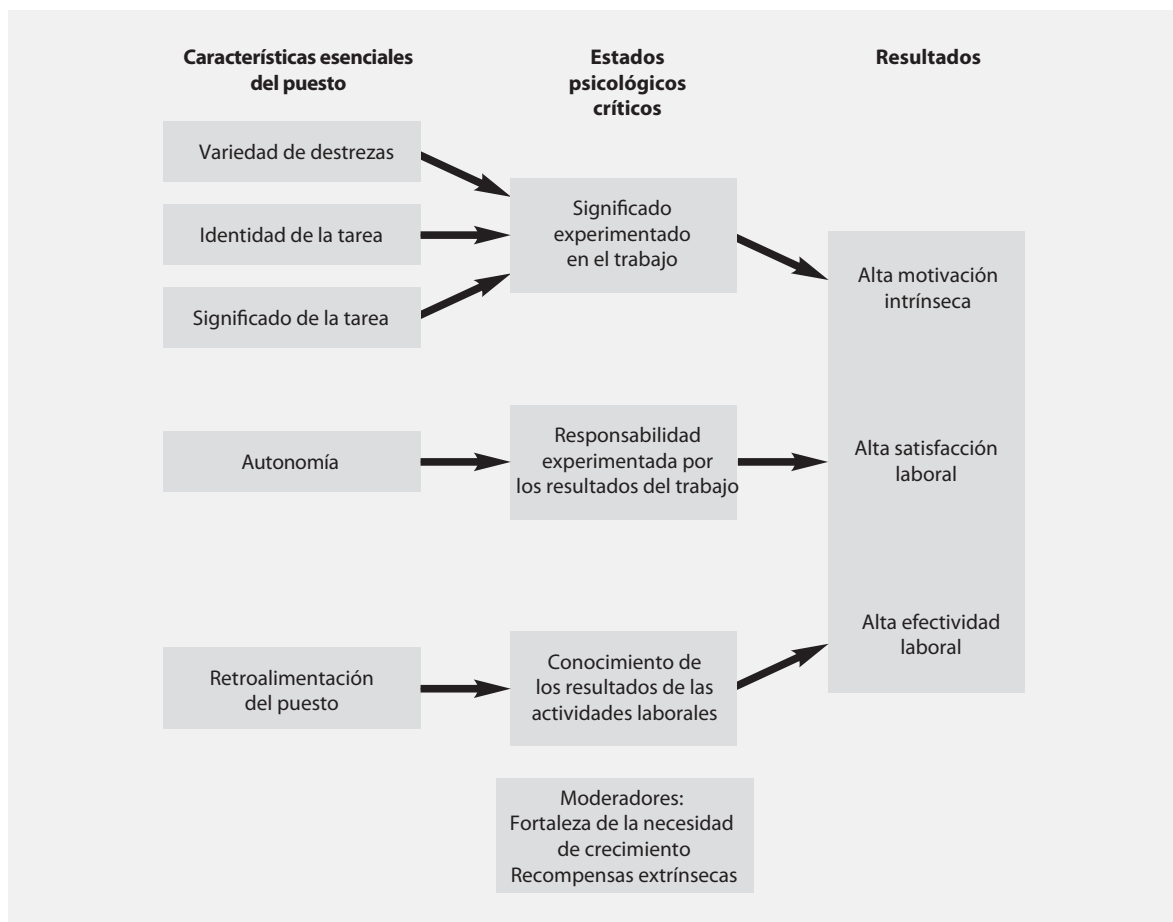 Características esenciales
del puesto
Estados
psicológicos
críticos
Resultados
Variedad de destrezas
Identidad de la tarea
Significado de la tarea
Significado
experimentado
en el trabajo
Alta motivación
intrínseca
Autonomía
Responsabilidad
experimentada por
los resultados del trabajo
Alta satisfacción
laboral
Retroalimentación
del puesto
Conocimiento de
los resultados de las
actividades laborales
Alta efectividad
laboral
Moderadores:
Fortaleza de la necesidad
de crecimiento
Recompensas extrínsecas